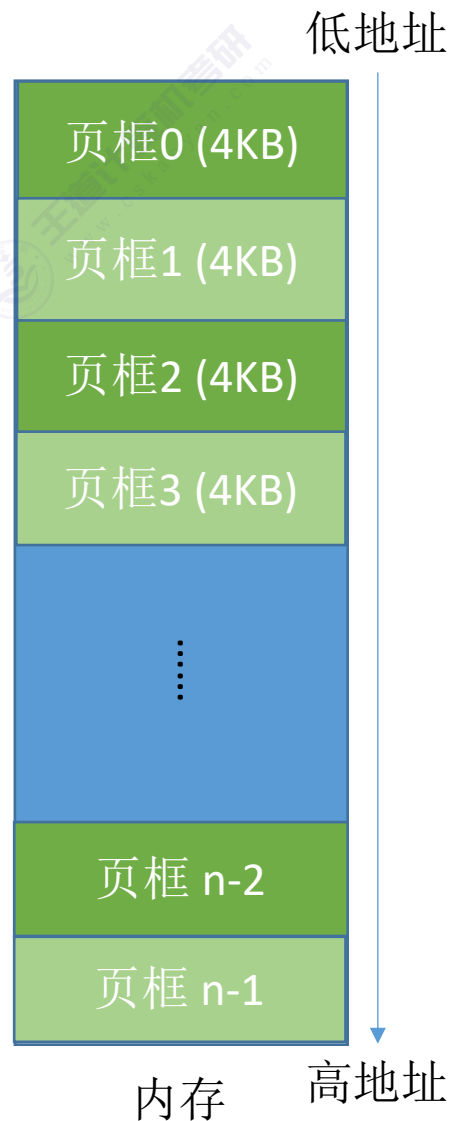 低地址
页框0 (4KB)
页框1 (4KB)
页框2 (4KB)
页框3 (4KB)
......
页框 n-2
页框 n-1
内存
高地址